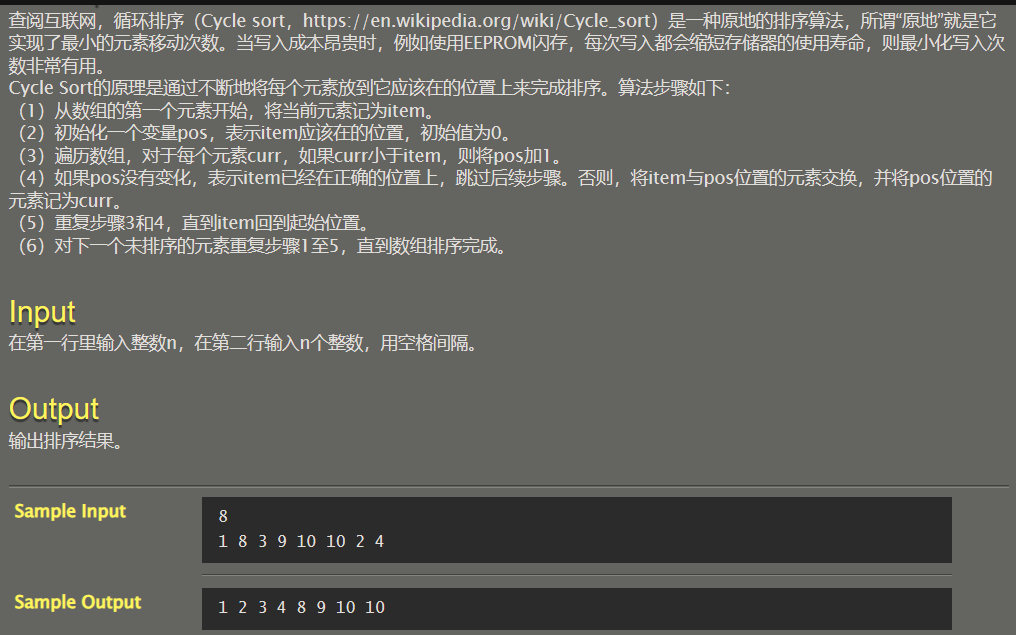 查阅互联网，循环排序（Cycle sort，https://en.wikipedia.org/wiki/Cycle_sort）是一种原地的排序算法，所谓“原地”就是它
实现了最小的元素移动次数。当写入成本昂贵时，例如使用EEPROM闪存，每次写入都会缩短存储器的使用寿命，则最小化写入次
数非常有用。
Cycle Sort的原理是通过不断地将每个元素放到它应该在的位置上来完成排序。算法步骤如下：
（1）从数组的第一个元素开始，将当前元素记为item。
（2）初始化一个变量pos，表示item应该在的位置，初始值为0。
（3）遍历数组，对于每个元素curr，如果curr小于item，则将pos加1。
（4）如果pos没有变化，表示item已经在正确的位置上，跳过后续步骤。否则，将item与pos位置的元素交换，并将pos位置的
元素记为curr。
（5）重复步骤3和4，直到item回到起始位置。
（6）对下一个未排序的元素重复步骤1至5，直到数组排序完成。
Input
在第一行里输入整数n，在第二行输入n个整数，用空格间隔。
Output
输出排序结果。
Sample Input
8
1 8 3 9 10 10 2 4
Sample Output
1 2 3 4 8 9 10 10